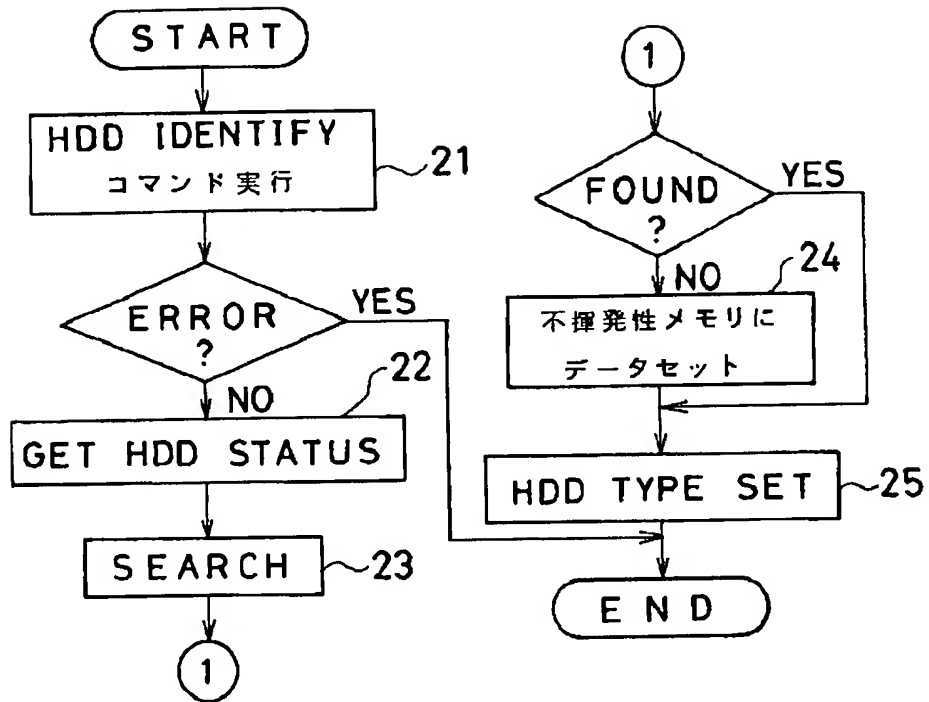 START
HDD IDENTIFY
コマンド実行
21
ERROR
?
YES
NO
22
GET HDD STATUS
SEARCH
23
1
1
FOUND
?
YES
NO
24
不揮発性メモリに
データセット
HDD TYPE SET
25
END